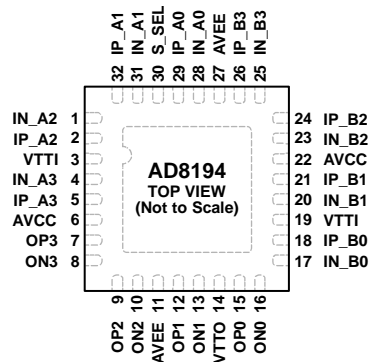 IP_A1
IN_A1
S_SEL
IP_A0
IN_A0
AVEE
IP_B3
IN_B3
32
31
30
29
28
27
26
25
IN_A2 1
IP_A2 2
VTTI 3
IN_A3 4
IP_A3 5
AVCC 6
OP3 7
ON3 8
AD8194
TOP VIEW
(Not to Scale)
24 IP_B2
23 IN_B2
22 AVCC
21 IP_B1
20 IN_B1
19 VTTI
18 IP_B0
17 IN_B0
9
10
11
12
13
14
15
16
OP2
ON2
AVEE
OP1
ON1
VTTO
OP0
ON0